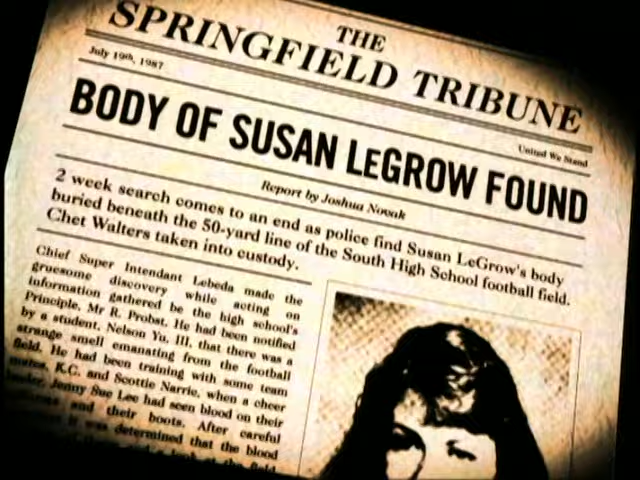 THE
SPRINGFIELD TRIBUNE
July 19th, 1987
United We Stand
BODY OF SUSAN LeGROW FOUND
Report by Joshua Novak
2 week search comes to an end as police find Susan LeGrow's body
buried beneath the 50-yard line of the South High School football field.
Chet Walters taken into custody.
Chief Super Intendant Lebeda made the
gruesome discovery while acting on
information gathered be the high school's
Principle, Mr R. Probst. He had been notified
by a student, Nelson Yu, III, that there was a
strange smell emanating from the football
field. He had been training with some team
mates, K.C. and Scottie Narrie, when a cheer
leader, Jenny Sue Lee had seen blood on their
and their boots. After careful
it was determined that the blood
a look at the field